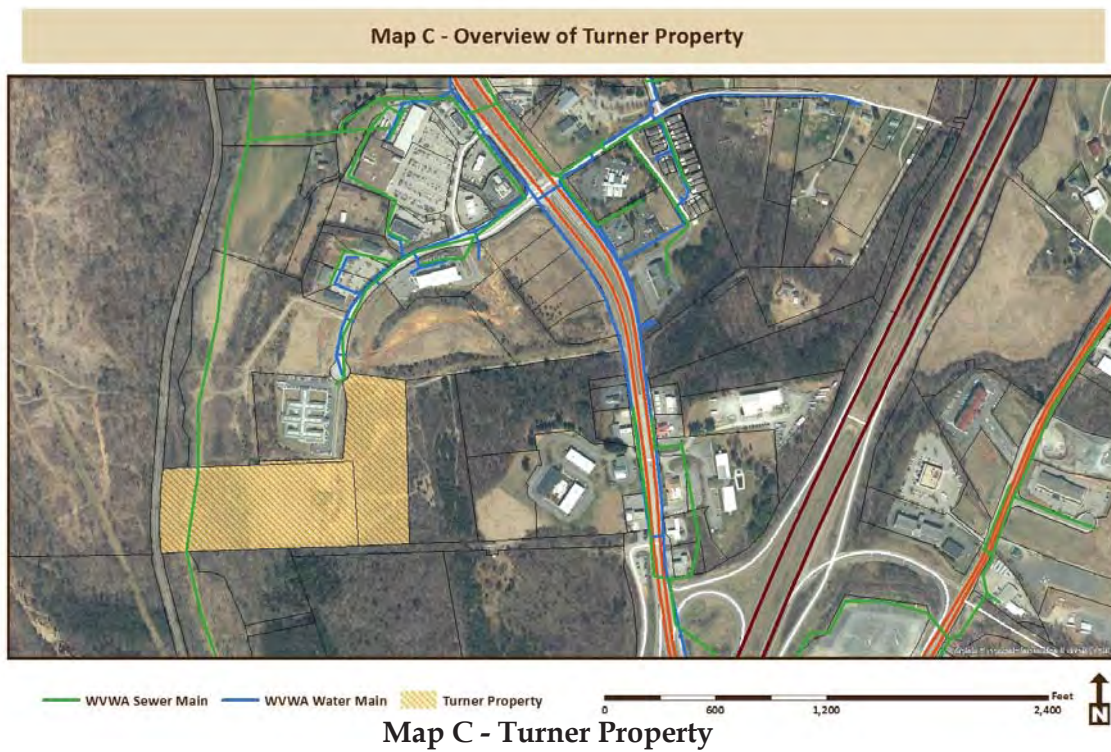 Map C - Overview of Turner Property
WVWA Sewer Main
WVWA Water Main
Turner Property
Feet
0 600 1,200 2,400
N
Map C - Turner Property